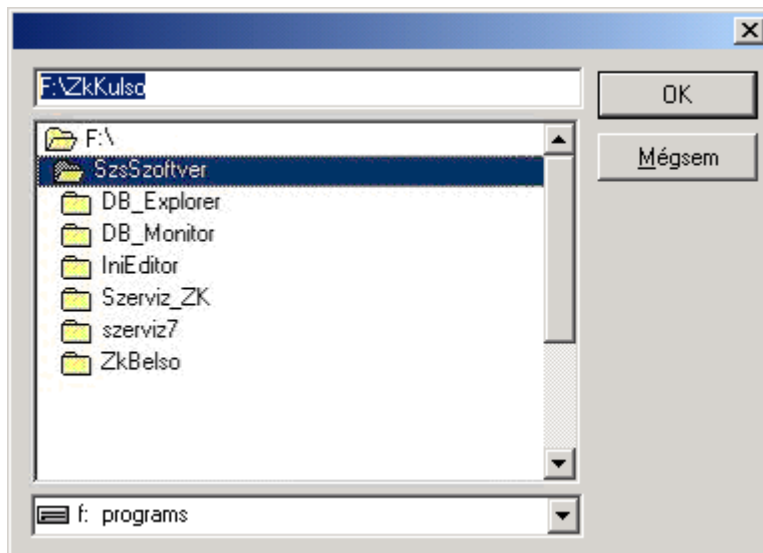 F:\ZkKulso
OK
Mégsem
F:\
SzsSzoftver
DB_Explorer
DB_Monitor
IniEditor
Szerviz_ZK
szerviz7
ZkBelso
f: programs